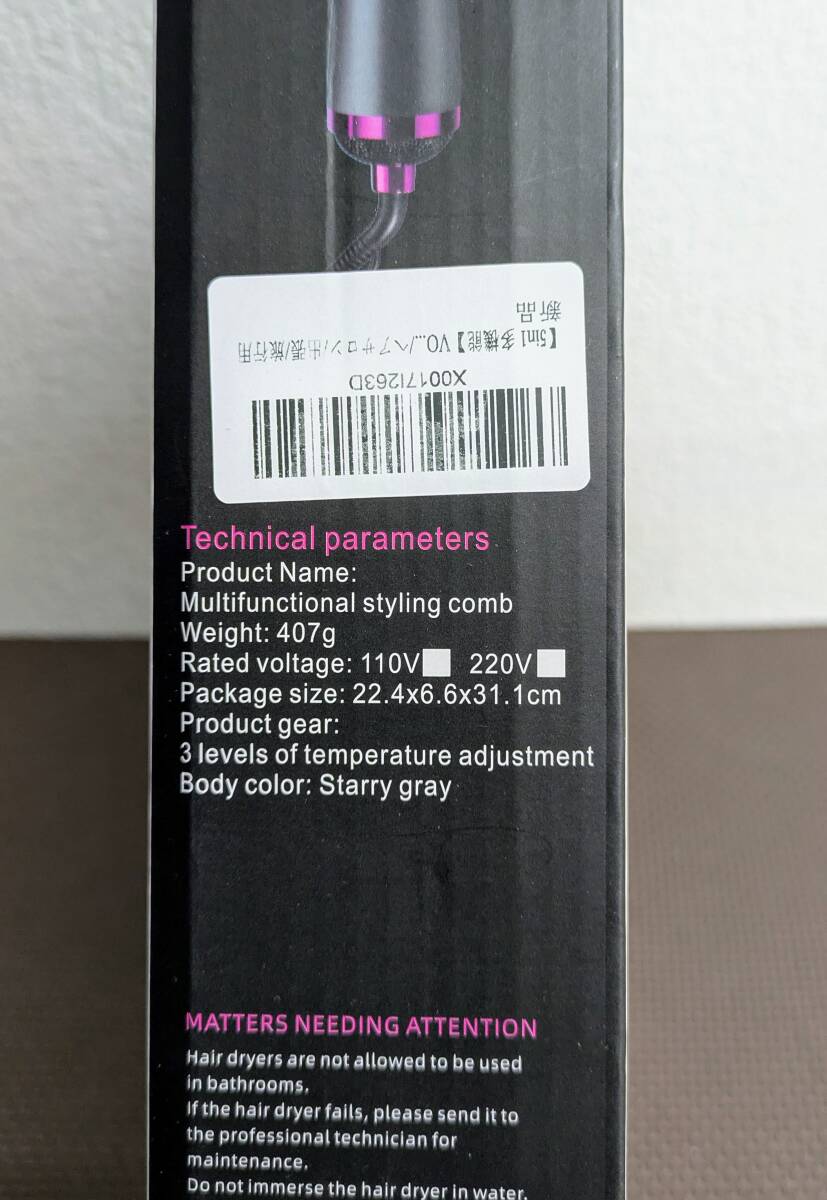 【5in1 多機能】VO.../ヘアサロン/出張/旅行用
新品
X0017I263D
Technical parameters
Product Name:
Multifunctional styling comb
Weight: 407g
Rated voltage: 110V 220V
Package size: 22.4x6.6x31.1cm
Product gear:
3 levels of temperature adjustment
Body color: Starry gray
MATTERS NEEDING ATTENTION
Hair dryers are not allowed to be used
in bathrooms.
If the hair dryer fails, please send it to
the professional technician for
maintenance.
Do not immerse the hair dryer in water.